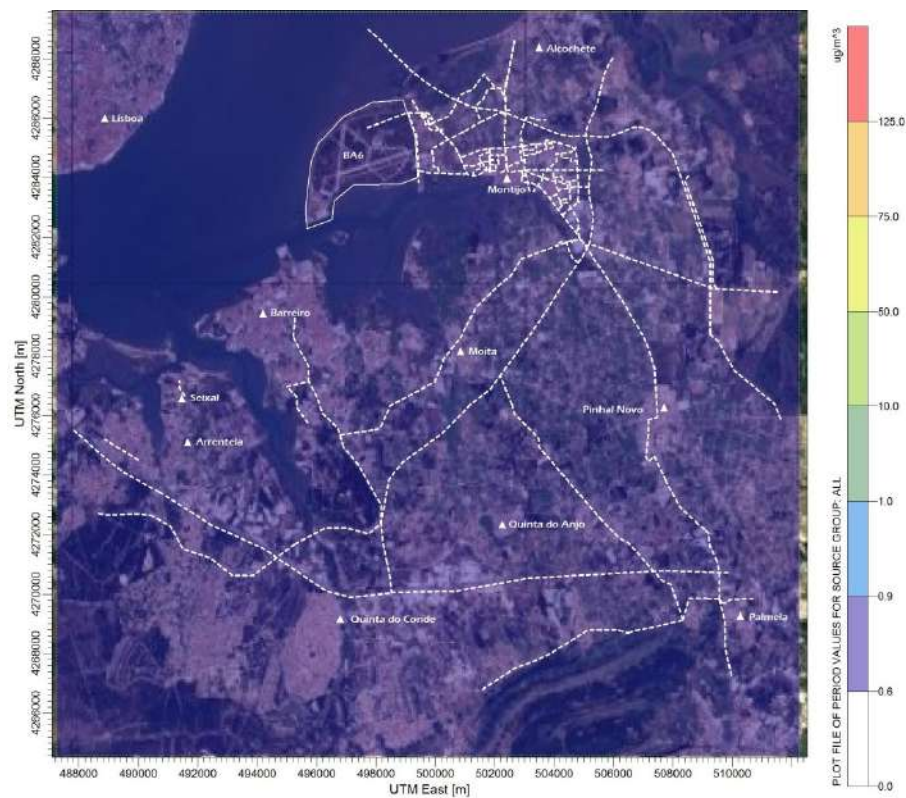 ug/m^3
125.0
75.0
50.0
10.0
1.0
0.9
0.6
0.0
PLOT FILE OF PERIOD VALUES FOR SOURCE GROUP: ALL
UTM North [m]
4288000
4286000
4284000
4282000
4280000
4278000
4276000
4274000
4272000
4270000
4268000
4266000
Alcochete
Lisboa
BA6
Montijo
Barreiro
Moita
Seixal
Pinhal Novo
Arrentela
Quinta do Anjo
Quinta do Conde
Palmela
488000 490000 492000 494000 496000 498000 500000 502000 504000 506000 508000 510000
UTM East [m]